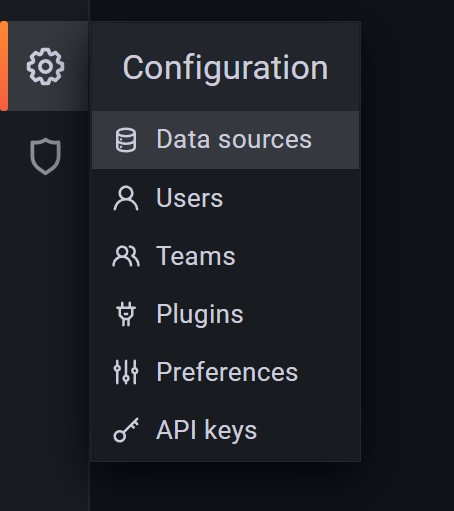 Configuration
Data sources
Users
Teams
Plugins
Preferences
API keys